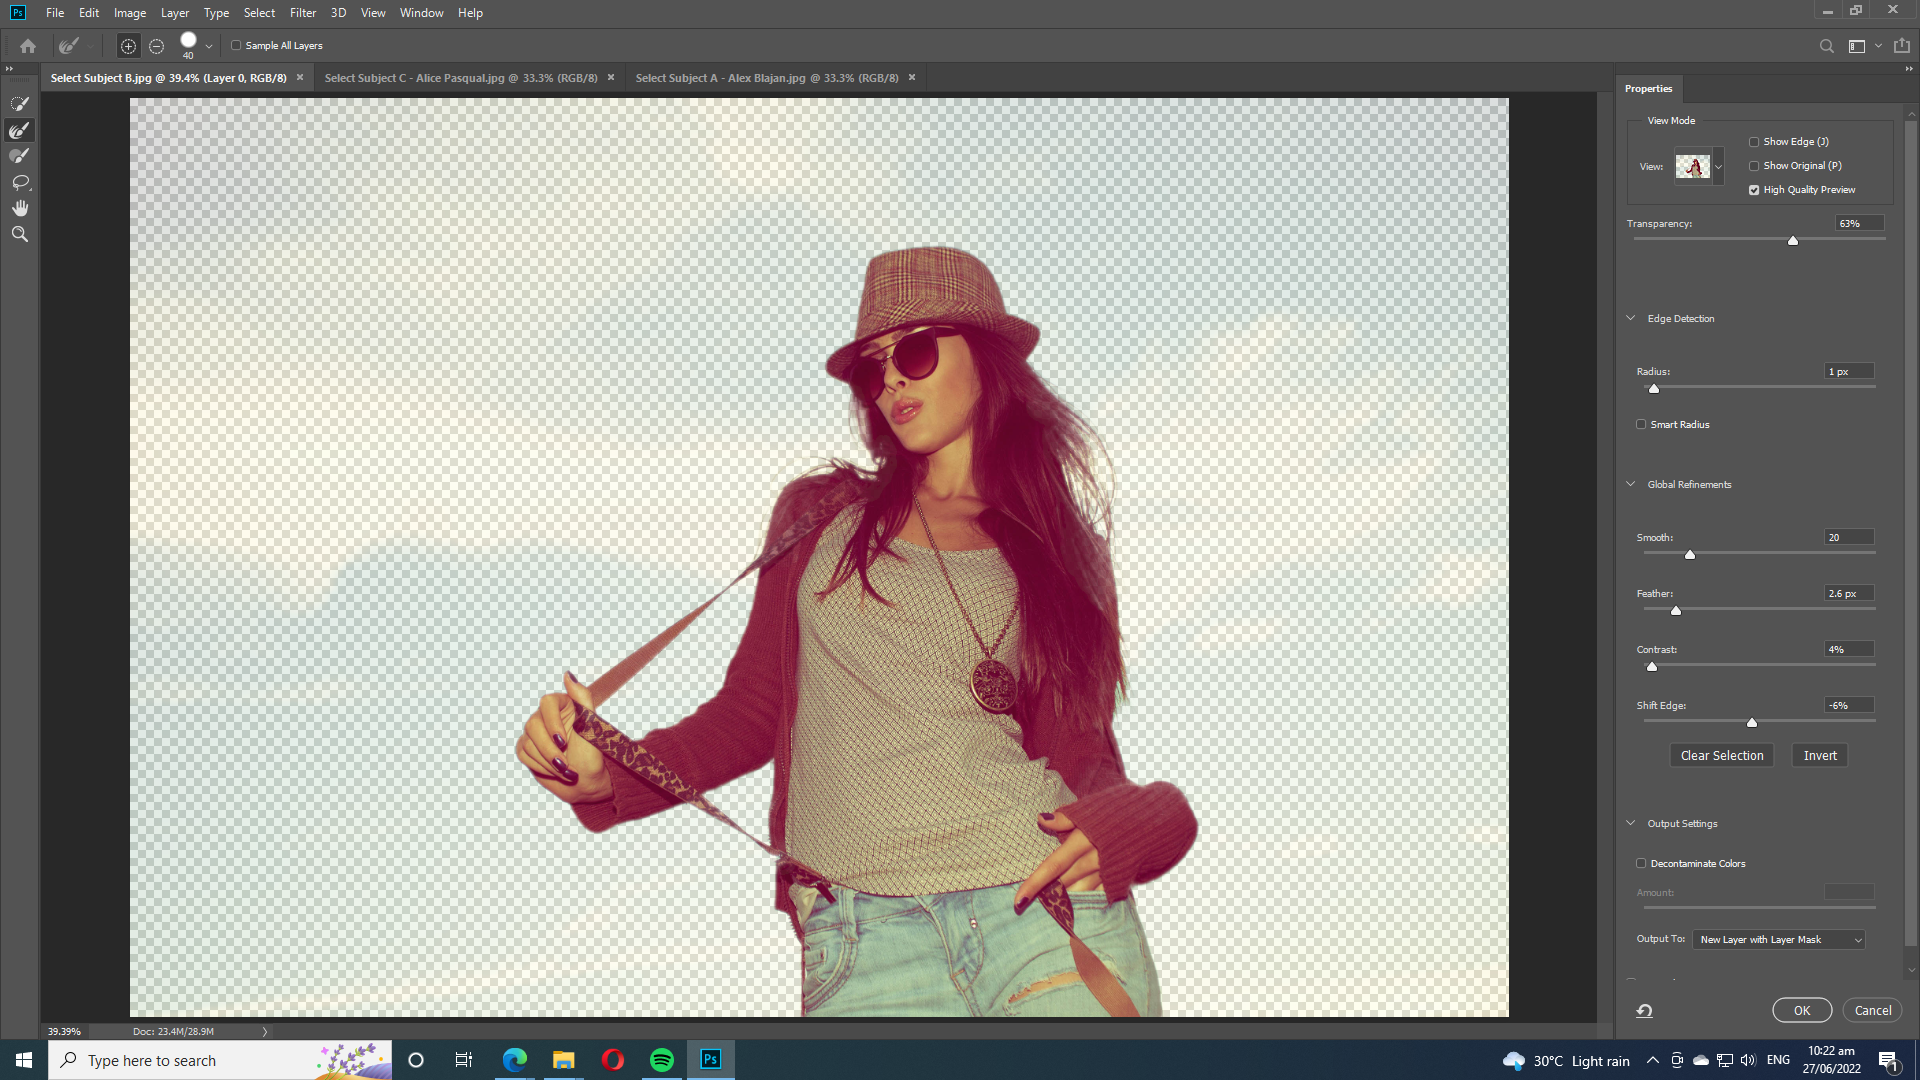 Ps File Edit Image Layer Type Select Filter 3D View Window Help
40 Sample All Layers
Select Subject B.jpg @ 39.4% (Layer 0, RGB/8) × Select Subject C - Alice Pasqual.jpg @ 33.3% (RGB/8) × Select Subject A - Alex Blajan.jpg @ 33.3% (RGB/8) ×
Properties
View Mode
View:
Show Edge (J)
Show Original (P)
High Quality Preview
Transparency: 63%
Edge Detection
Radius: 1 px
Smart Radius
Global Refinements
Smooth: 20
Feather: 2.6 px
Contrast: 4%
Shift Edge: -6%
Clear Selection Invert
Output Settings
Decontaminate Colors
Amount:
Output To: New Layer with Layer Mask
OK Cancel
39.39% Doc: 23.4M/28.9M
Type here to search
Ps
30°C Light rain
ENG
10:22 am
27/06/2022
1